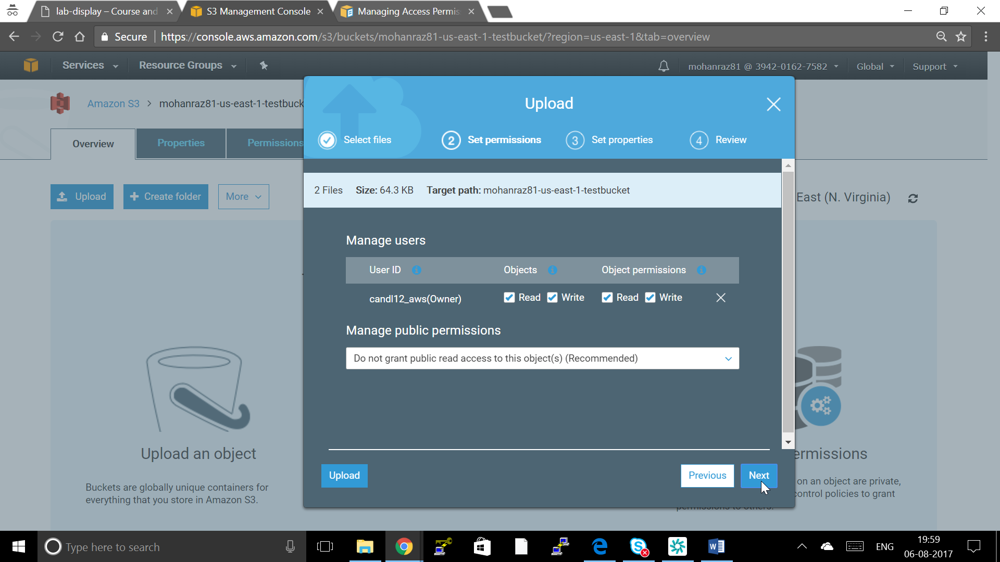 lab-display – Course and
S3 Management Console
Managing Access Permis
Secure
https://console.aws.amazon.com/s3/buckets/mohanraz81-us-east-1-testbucket/?region=us-east-1&tab=overview
Services
Resource Groups
mohanraz81 @ 3942-0162-7582
Global
Support
Amazon S3 > mohanraz81-us-east-1-testbuck
Overview
Properties
Permissions
Upload
Create folder
More
East (N. Virginia)
Upload
Select files
2 Set permissions
3 Set properties
4 Review
2 Files Size: 64.3 KB Target path: mohanraz81-us-east-1-testbucket
Manage users
User ID Objects Object permissions
candl12_aws(Owner) Read Write Read Write
Manage public permissions
Do not grant public read access to this object(s) (Recommended)
Upload
Previous
Next
Upload an object
Buckets are globally unique containers for
everything that you store in Amazon S3.
ermissions
on an object are private,
control policies to grant
permissions to others.
Type here to search
ENG
19:59
06-08-2017